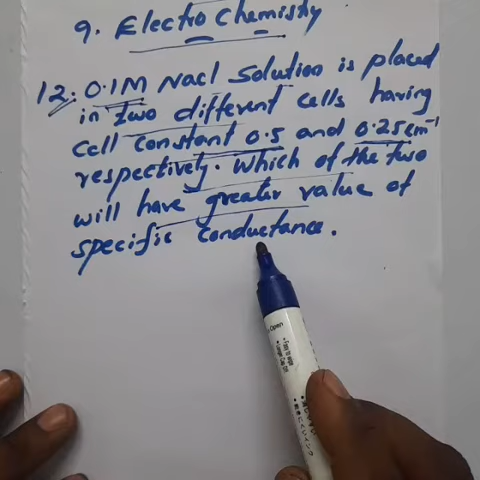 9. Electro Chemistry
12. 0.1M Nacl Solution is placed
in two different cells having
cell constant 0.5 and 0.25cm⁻¹
respectively. which of the two
will have greater value of
specific conductance.